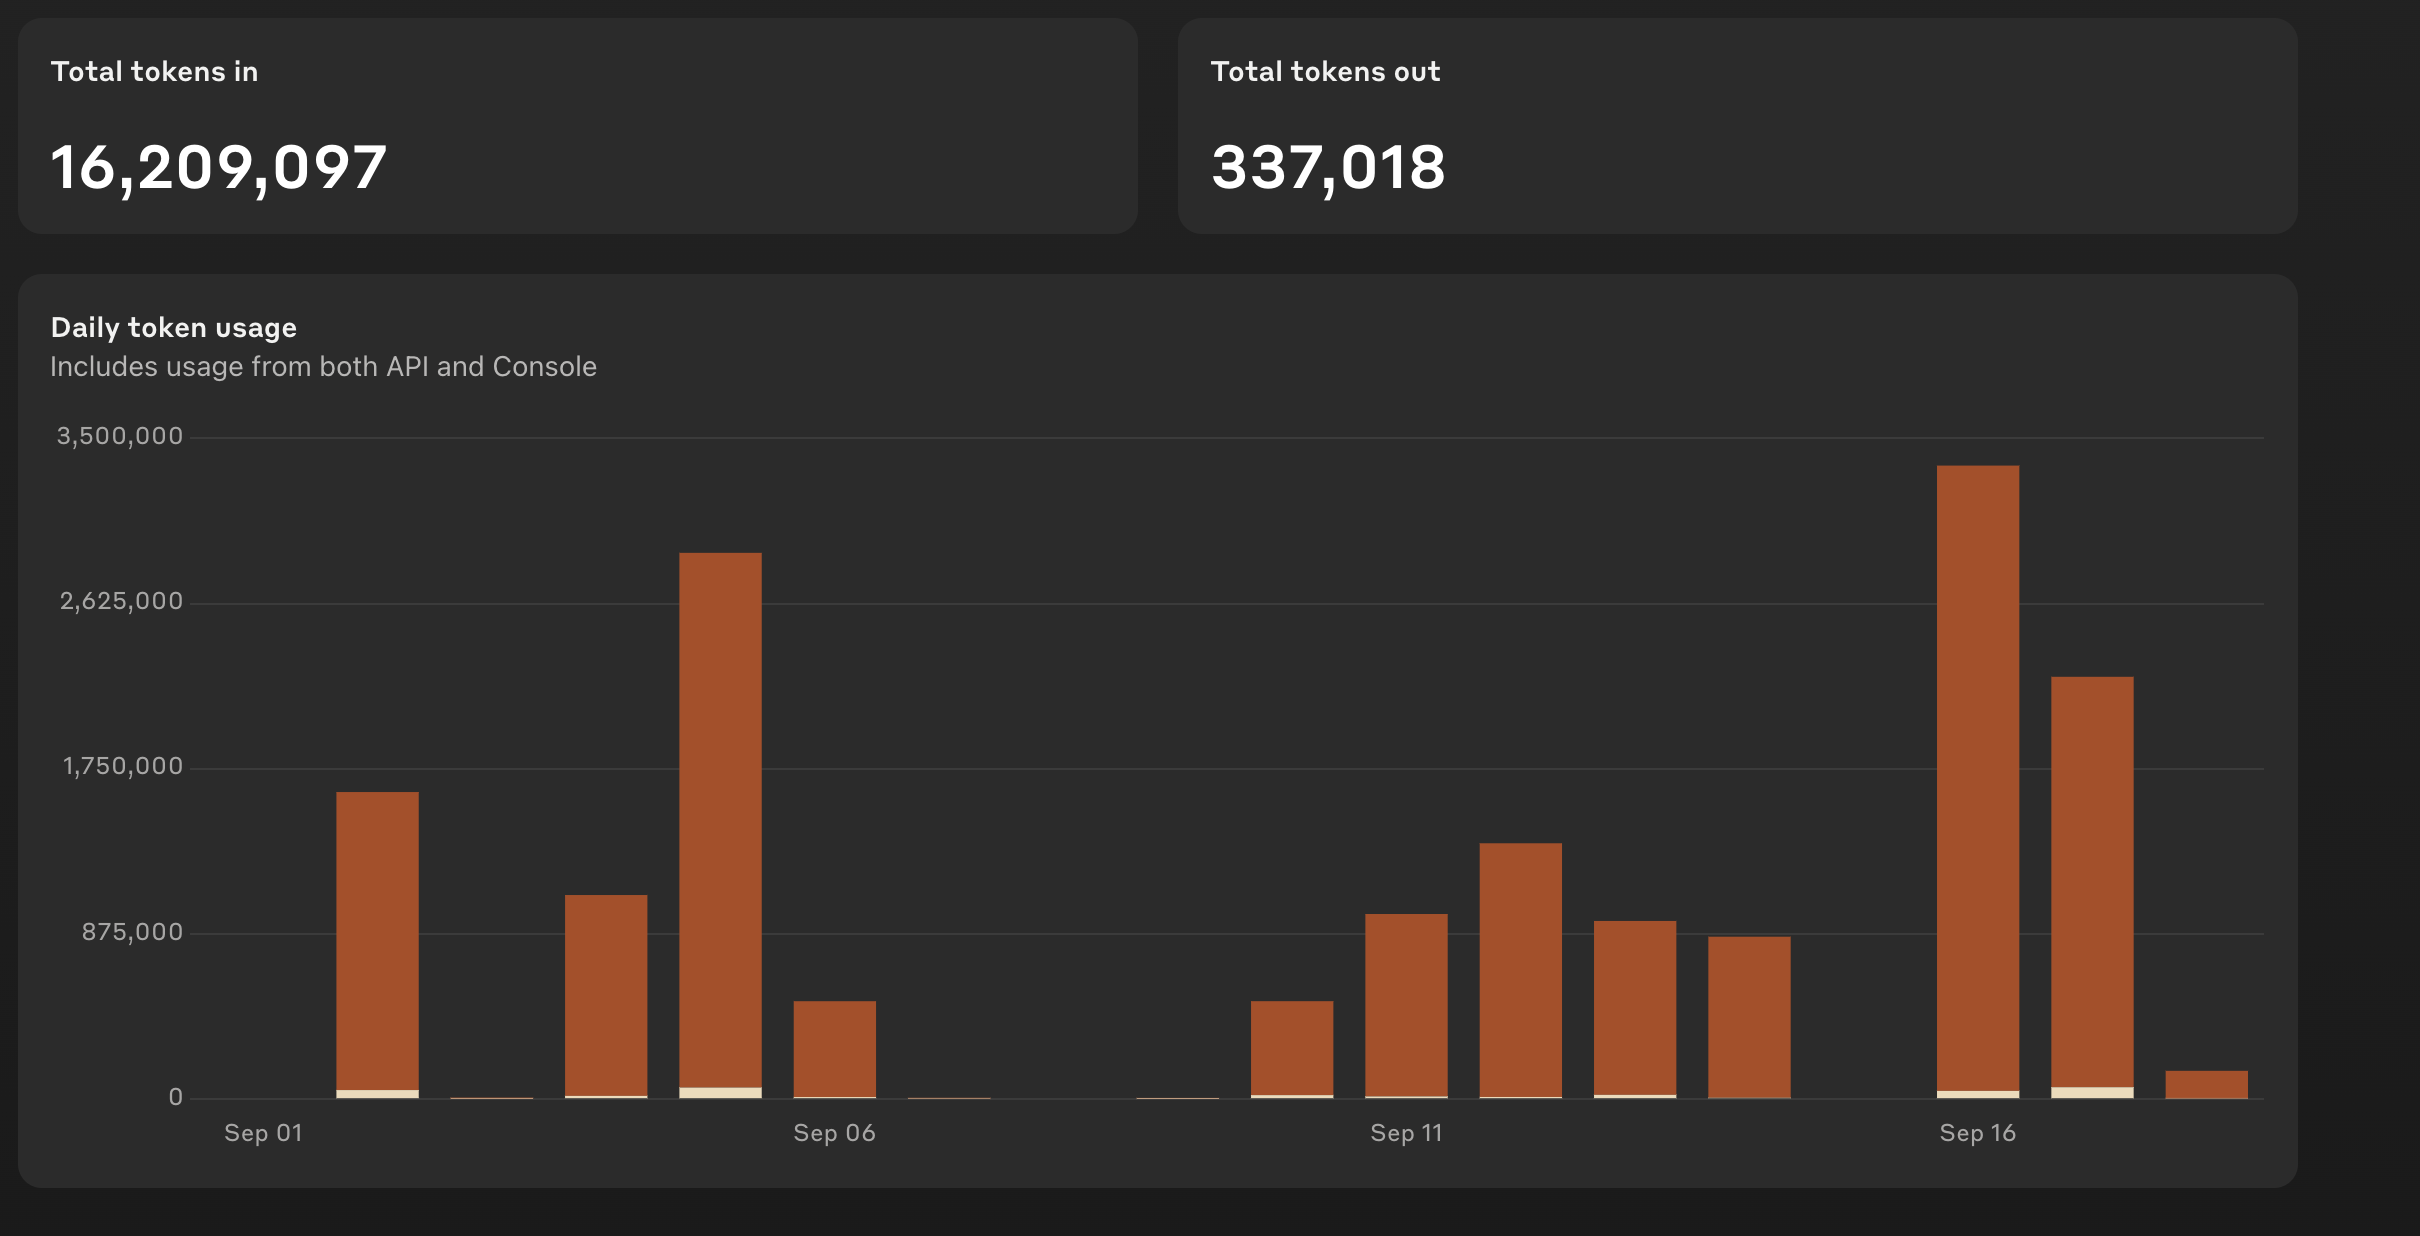 Total tokens in
16,209,097
Total tokens out
337,018
Daily token usage
Includes usage from both API and Console
3,500,000
2,625,000
1,750,000
875,000
0
Sep 01
Sep 06
Sep 11
Sep 16